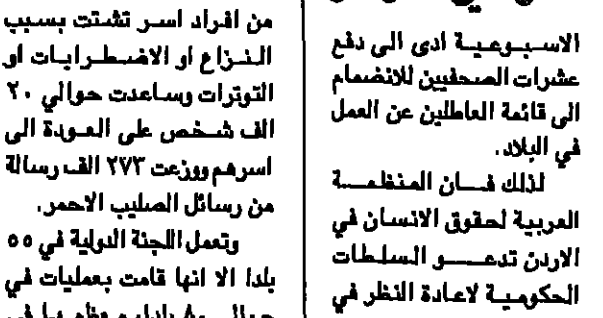 الاسبوعية ادى الى دفع
عشرات الصحفيين للانضمام
الى قائمة العاطلين عن العمل
في البلاد.
لذلك فان المنظمة
العربية لحقوق الانسان في
الاردن تدعو السلطات
الحكومية لاعادة النظر في
من افراد اسر تشتت بسبب
النزاع او الاضطرابات او
التوترات وساعدت حوالي ٢٠
الف شخص على العودة الى
اسرهم ووزعت ٢٧٣ الف رسالة
من رسائل الصليب الاحمر.
وتعمل اللجنة الدولية في ٥٥
بلدا الا انها قامت بعمليات في